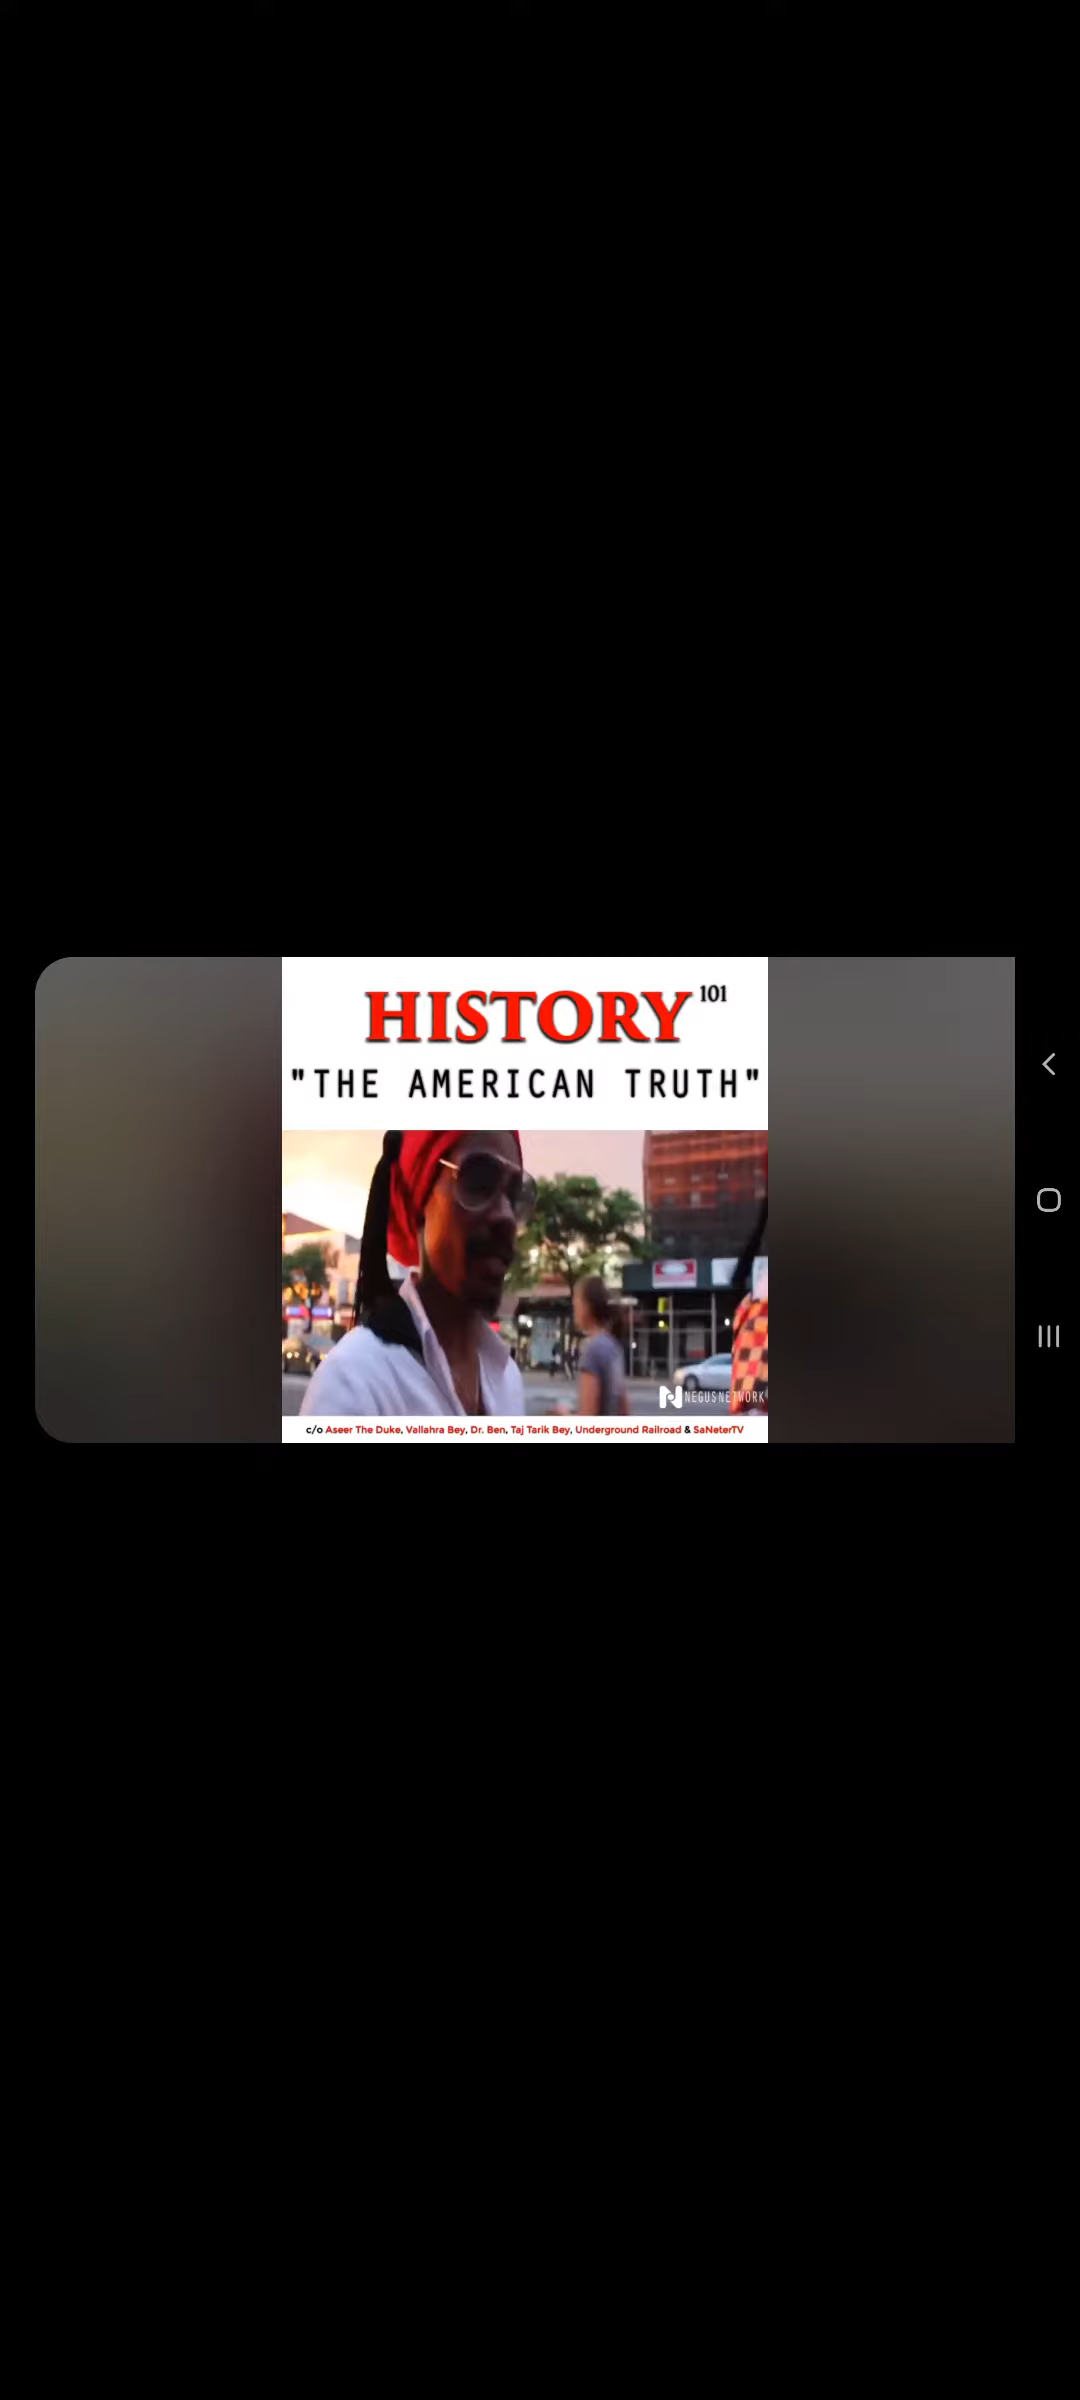 HISTORY 101
"THE AMERICAN TRUTH"
NEGUSNETWORK
c/o Aseer The Duke, Vallahra Bey, Dr. Ben, Taj Tarik Bey, Underground Railroad & SaNeterTV